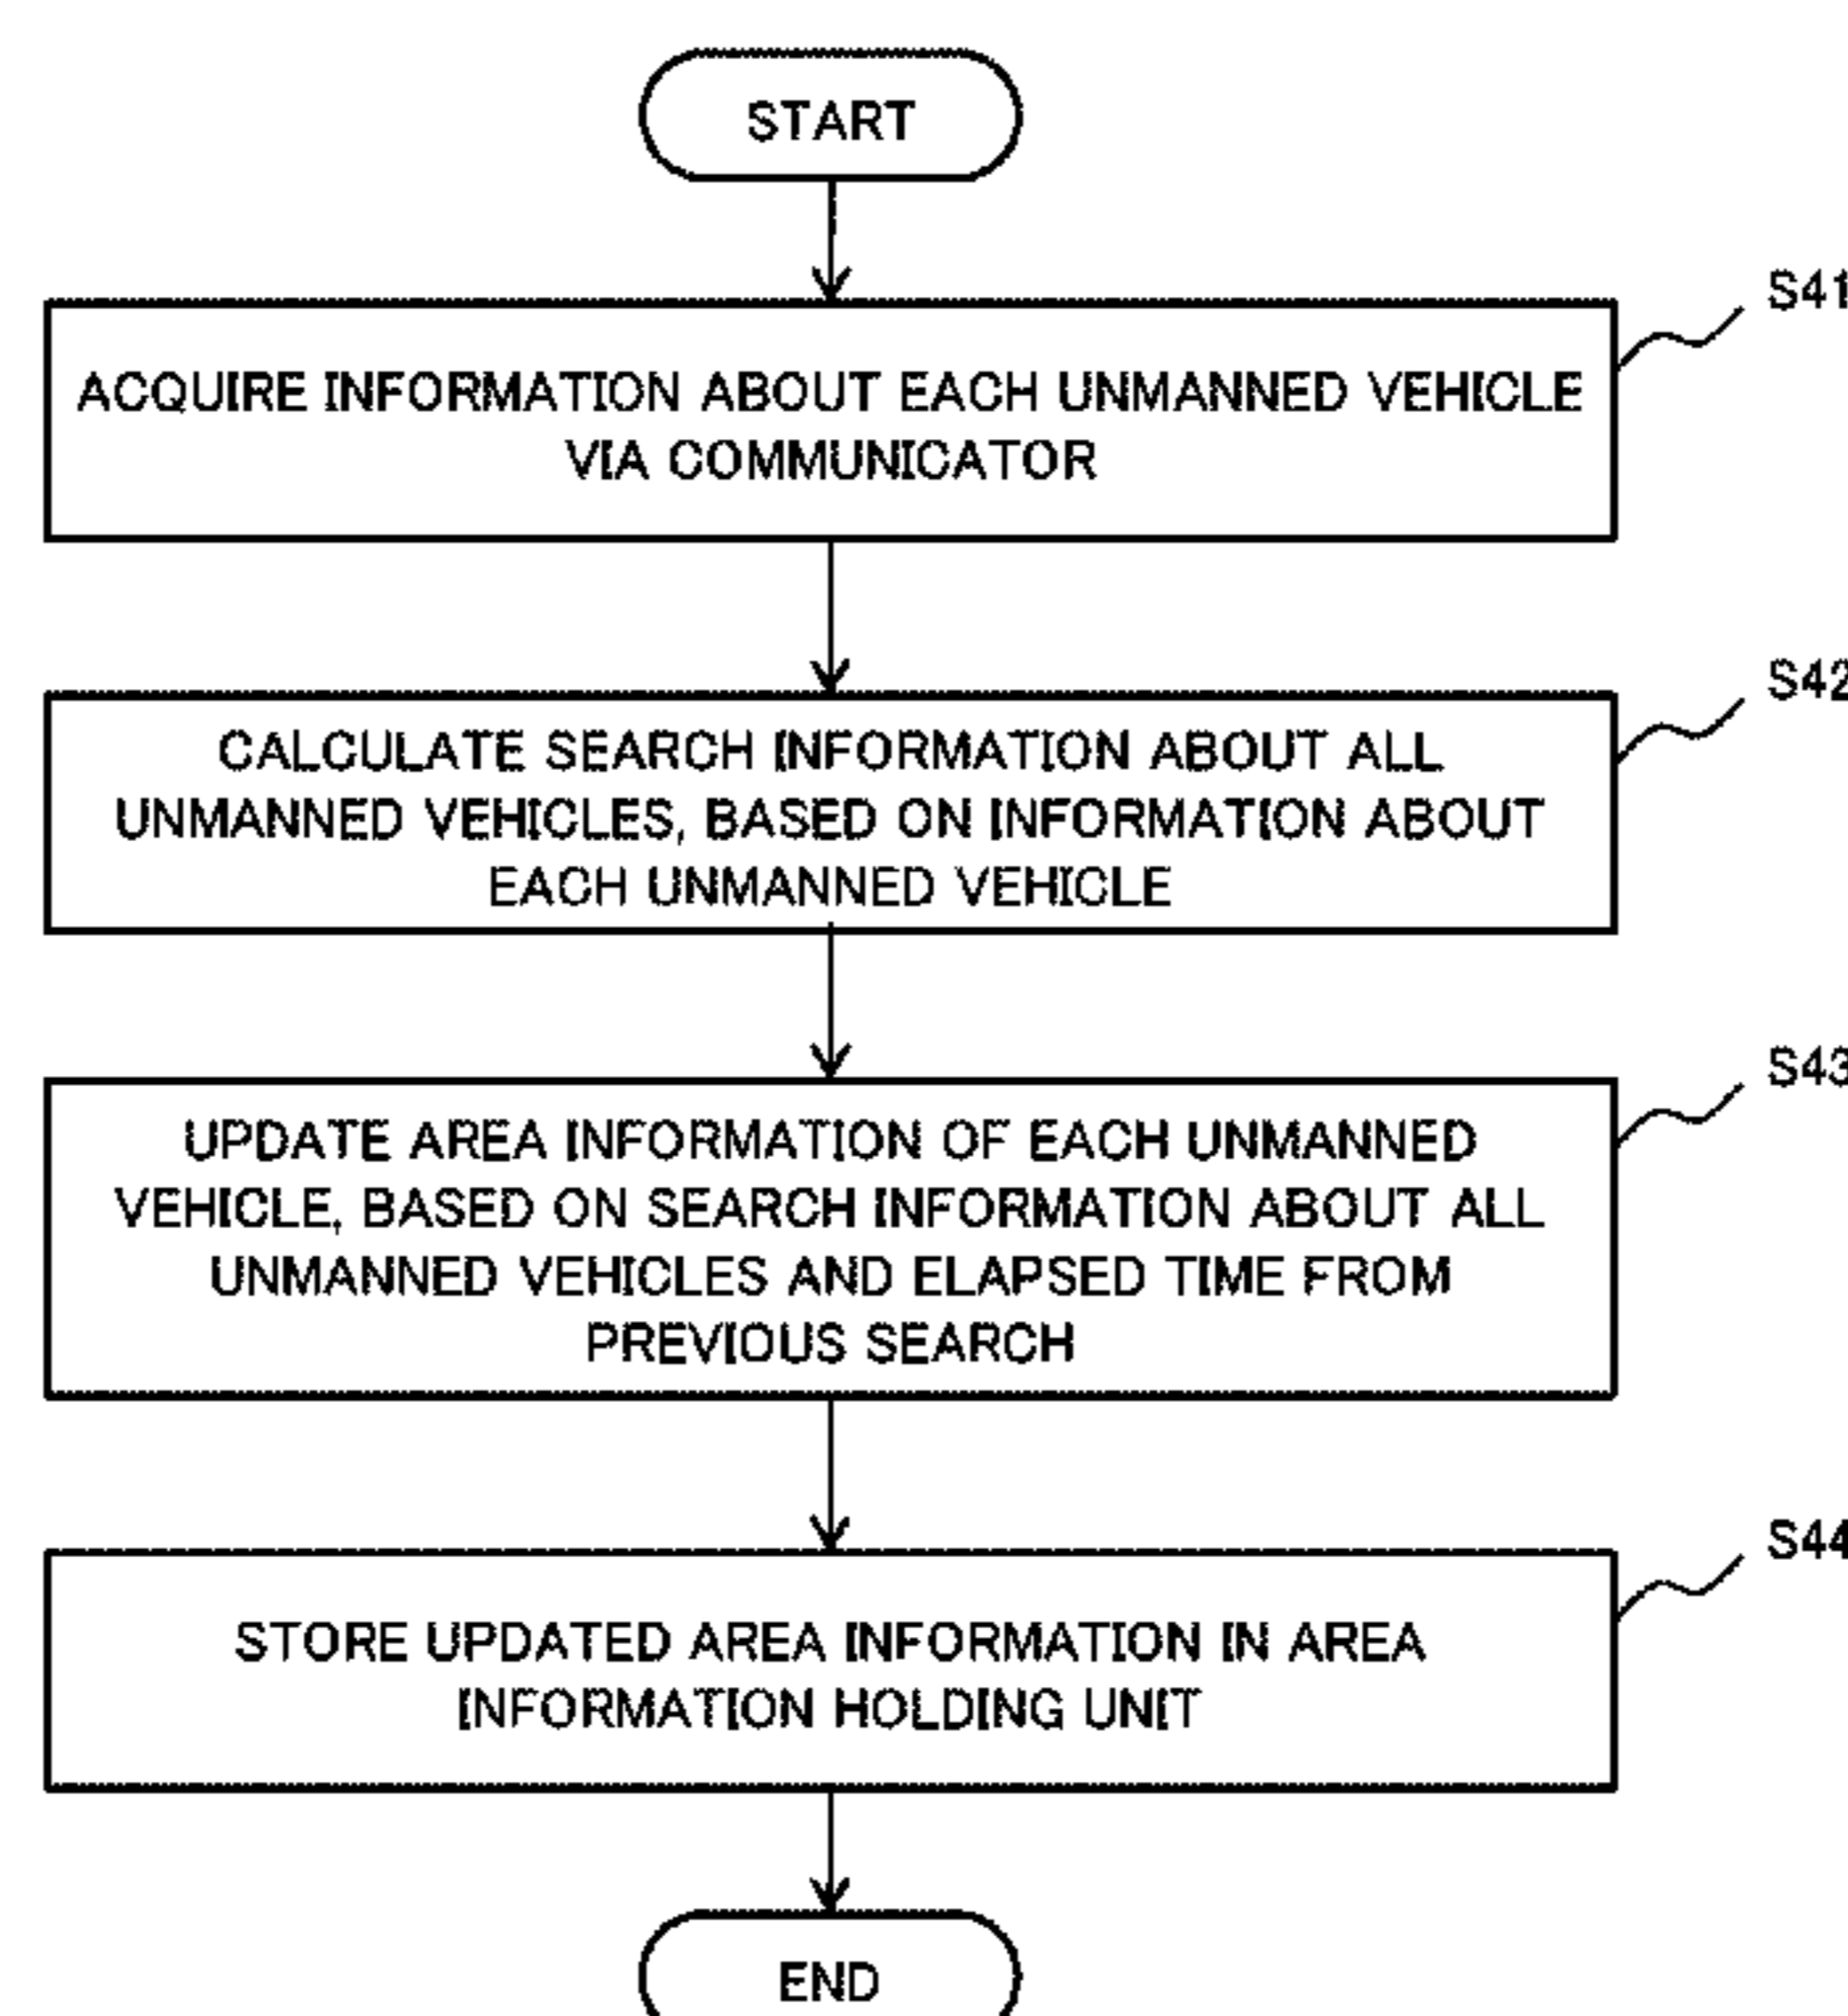 START
S41
ACQUIRE INFORMATION ABOUT EACH UNMANNED VEHICLE
VIA COMMUNICATOR
S42
CALCULATE SEARCH INFORMATION ABOUT ALL
UNMANNED VEHICLES, BASED ON INFORMATION ABOUT
EACH UNMANNED VEHICLE
S43
UPDATE AREA INFORMATION OF EACH UNMANNED
VEHICLE, BASED ON SEARCH INFORMATION ABOUT ALL
UNMANNED VEHICLES AND ELAPSED TIME FROM
PREVIOUS SEARCH
S44
STORE UPDATED AREA INFORMATION IN AREA
INFORMATION HOLDING UNIT
END